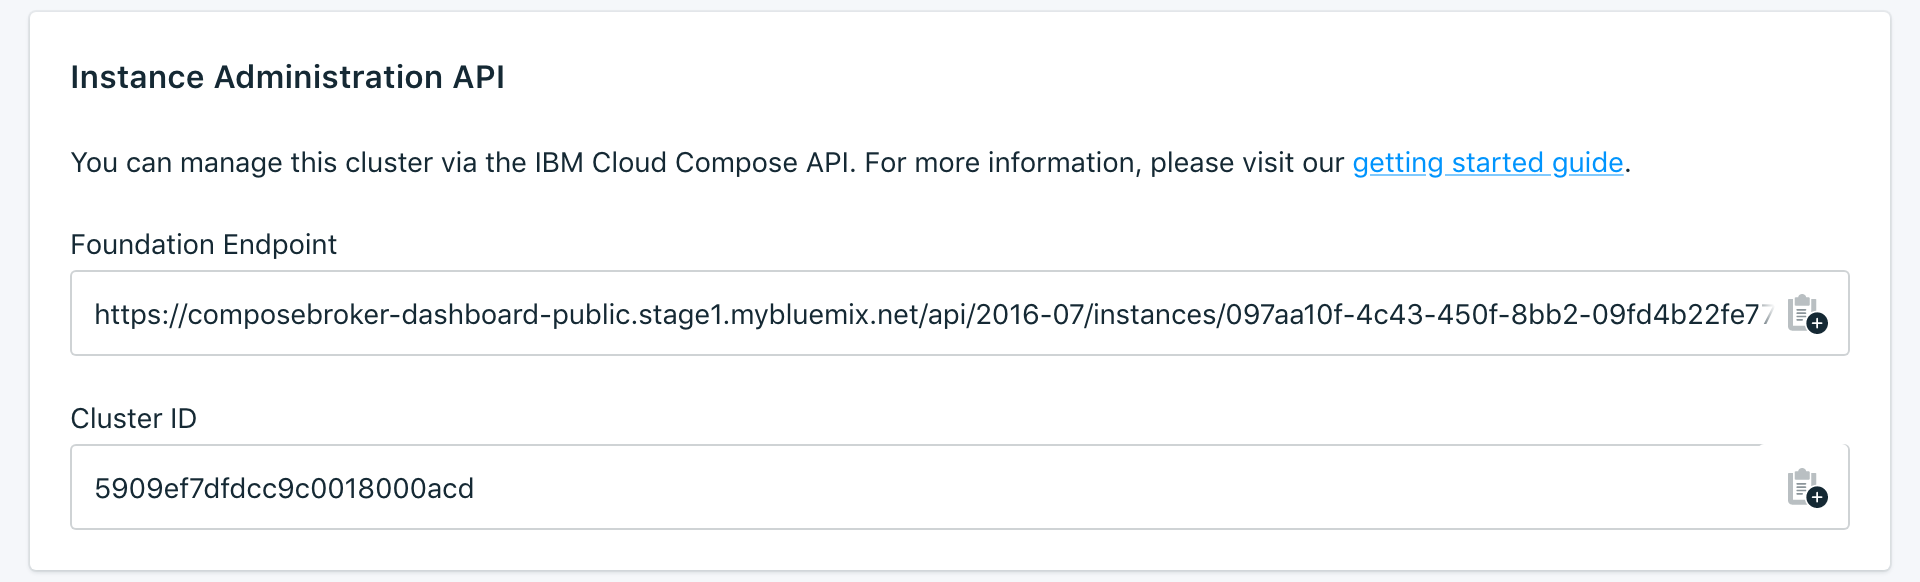 Instance Administration API
You can manage this cluster via the IBM Cloud Compose API. For more information, please visit our getting started guide.
Foundation Endpoint
https://composebroker-dashboard-public.stage1.mybluemix.net/api/2016-07/instances/097aa10f-4c43-450f-8bb2-09fd4b22fe77
Cluster ID
5909ef7dfdcc9c0018000acd